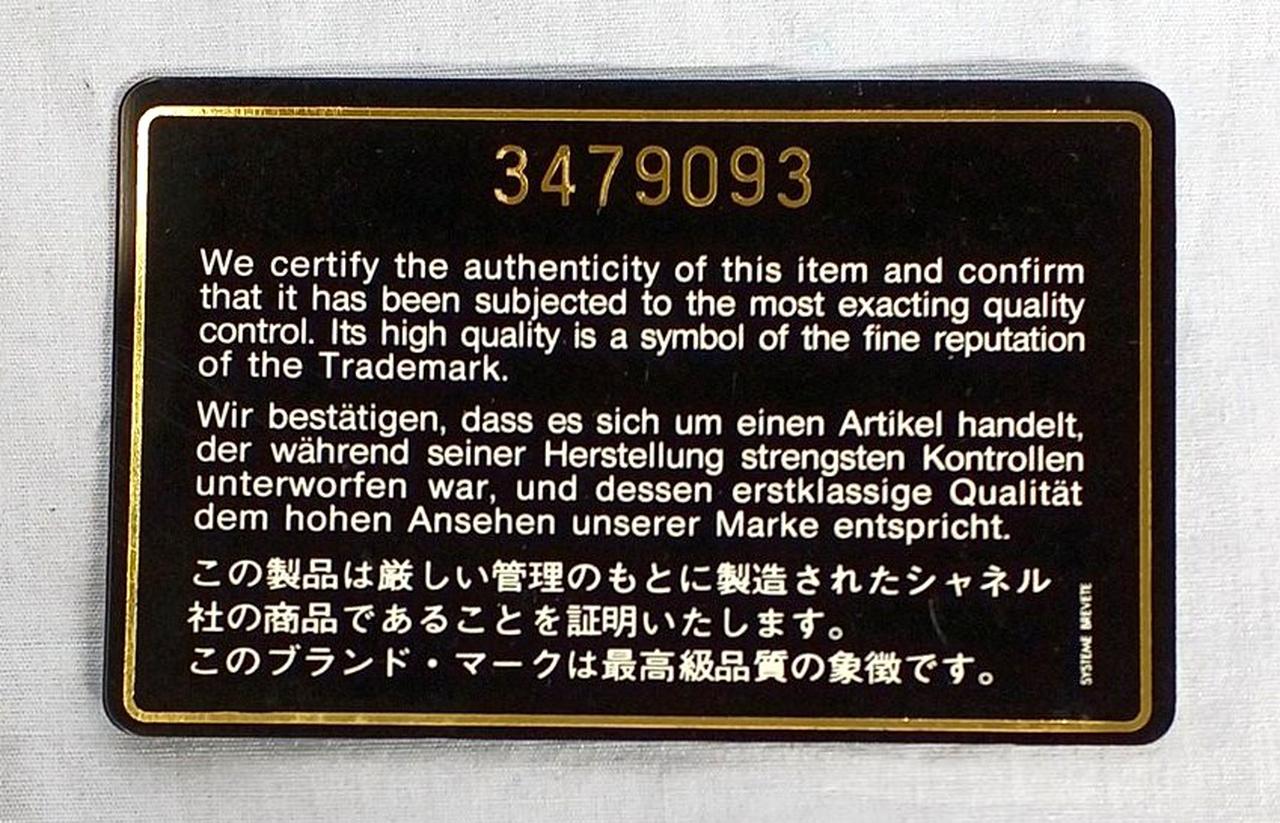 3479093
We certify the authenticity of this item and confirm
that it has been subjected to the most exacting quality
control. Its high quality is a symbol of the fine reputation
of the Trademark.
Wir bestätigen, dass es sich um einen Artikel handelt,
der während seiner Herstellung strengsten Kontrollen
unterworfen war, und dessen erstklassige Qualität
dem hohen Ansehen unserer Marke entspricht.
この製品は厳しい管理のもとに製造されたシャネル
社の商品であることを証明いたします。
このブランド・マークは最高級品質の象徴です。
SYSTEME BREVETE